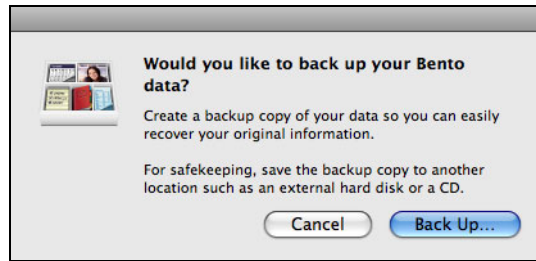 Would you like to back up your Bento
data?
Create a backup copy of your data so you can easily
recover your original information.
For safekeeping, save the backup copy to another
location such as an external hard disk or a CD.
Cancel
Back Up...